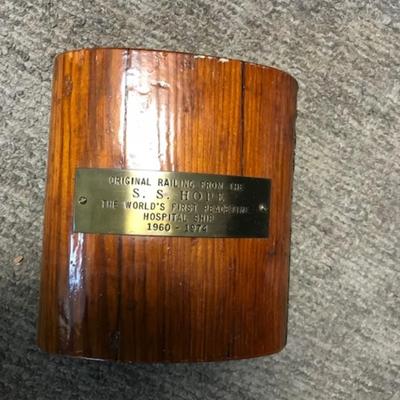 ORIGINAL RAILING FROM THE
S. S. HOPE
THE WORLD'S FIRST PEACETIME
HOSPITAL SHIP
1960 - 1974